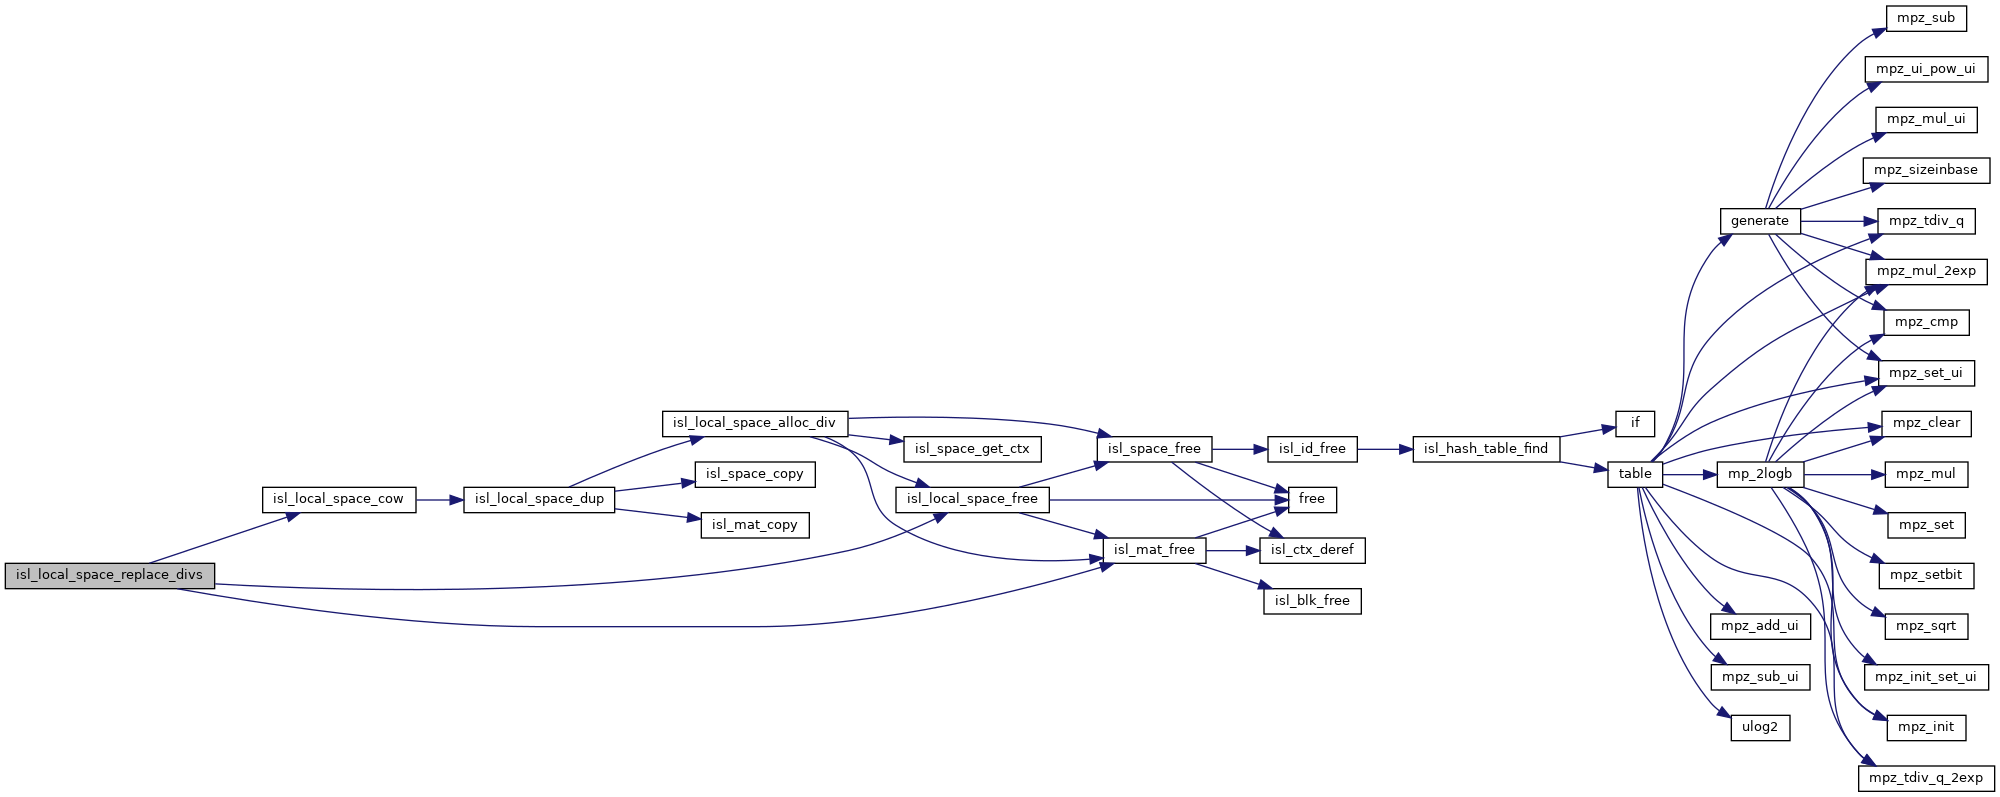 isl_local_space_replace_divs
isl_local_space_cow
isl_local_space_dup
isl_local_space_alloc_div
isl_space_copy
isl_mat_copy
isl_space_get_ctx
isl_local_space_free
isl_space_free
isl_mat_free
isl_id_free
free
isl_ctx_deref
isl_blk_free
isl_hash_table_find
if
table
generate
mp_2logb
mpz_add_ui
mpz_sub_ui
ulog2
mpz_sub
mpz_ui_pow_ui
mpz_mul_ui
mpz_sizeinbase
mpz_tdiv_q
mpz_mul_2exp
mpz_cmp
mpz_set_ui
mpz_clear
mpz_mul
mpz_set
mpz_setbit
mpz_sqrt
mpz_init_set_ui
mpz_init
mpz_tdiv_q_2exp